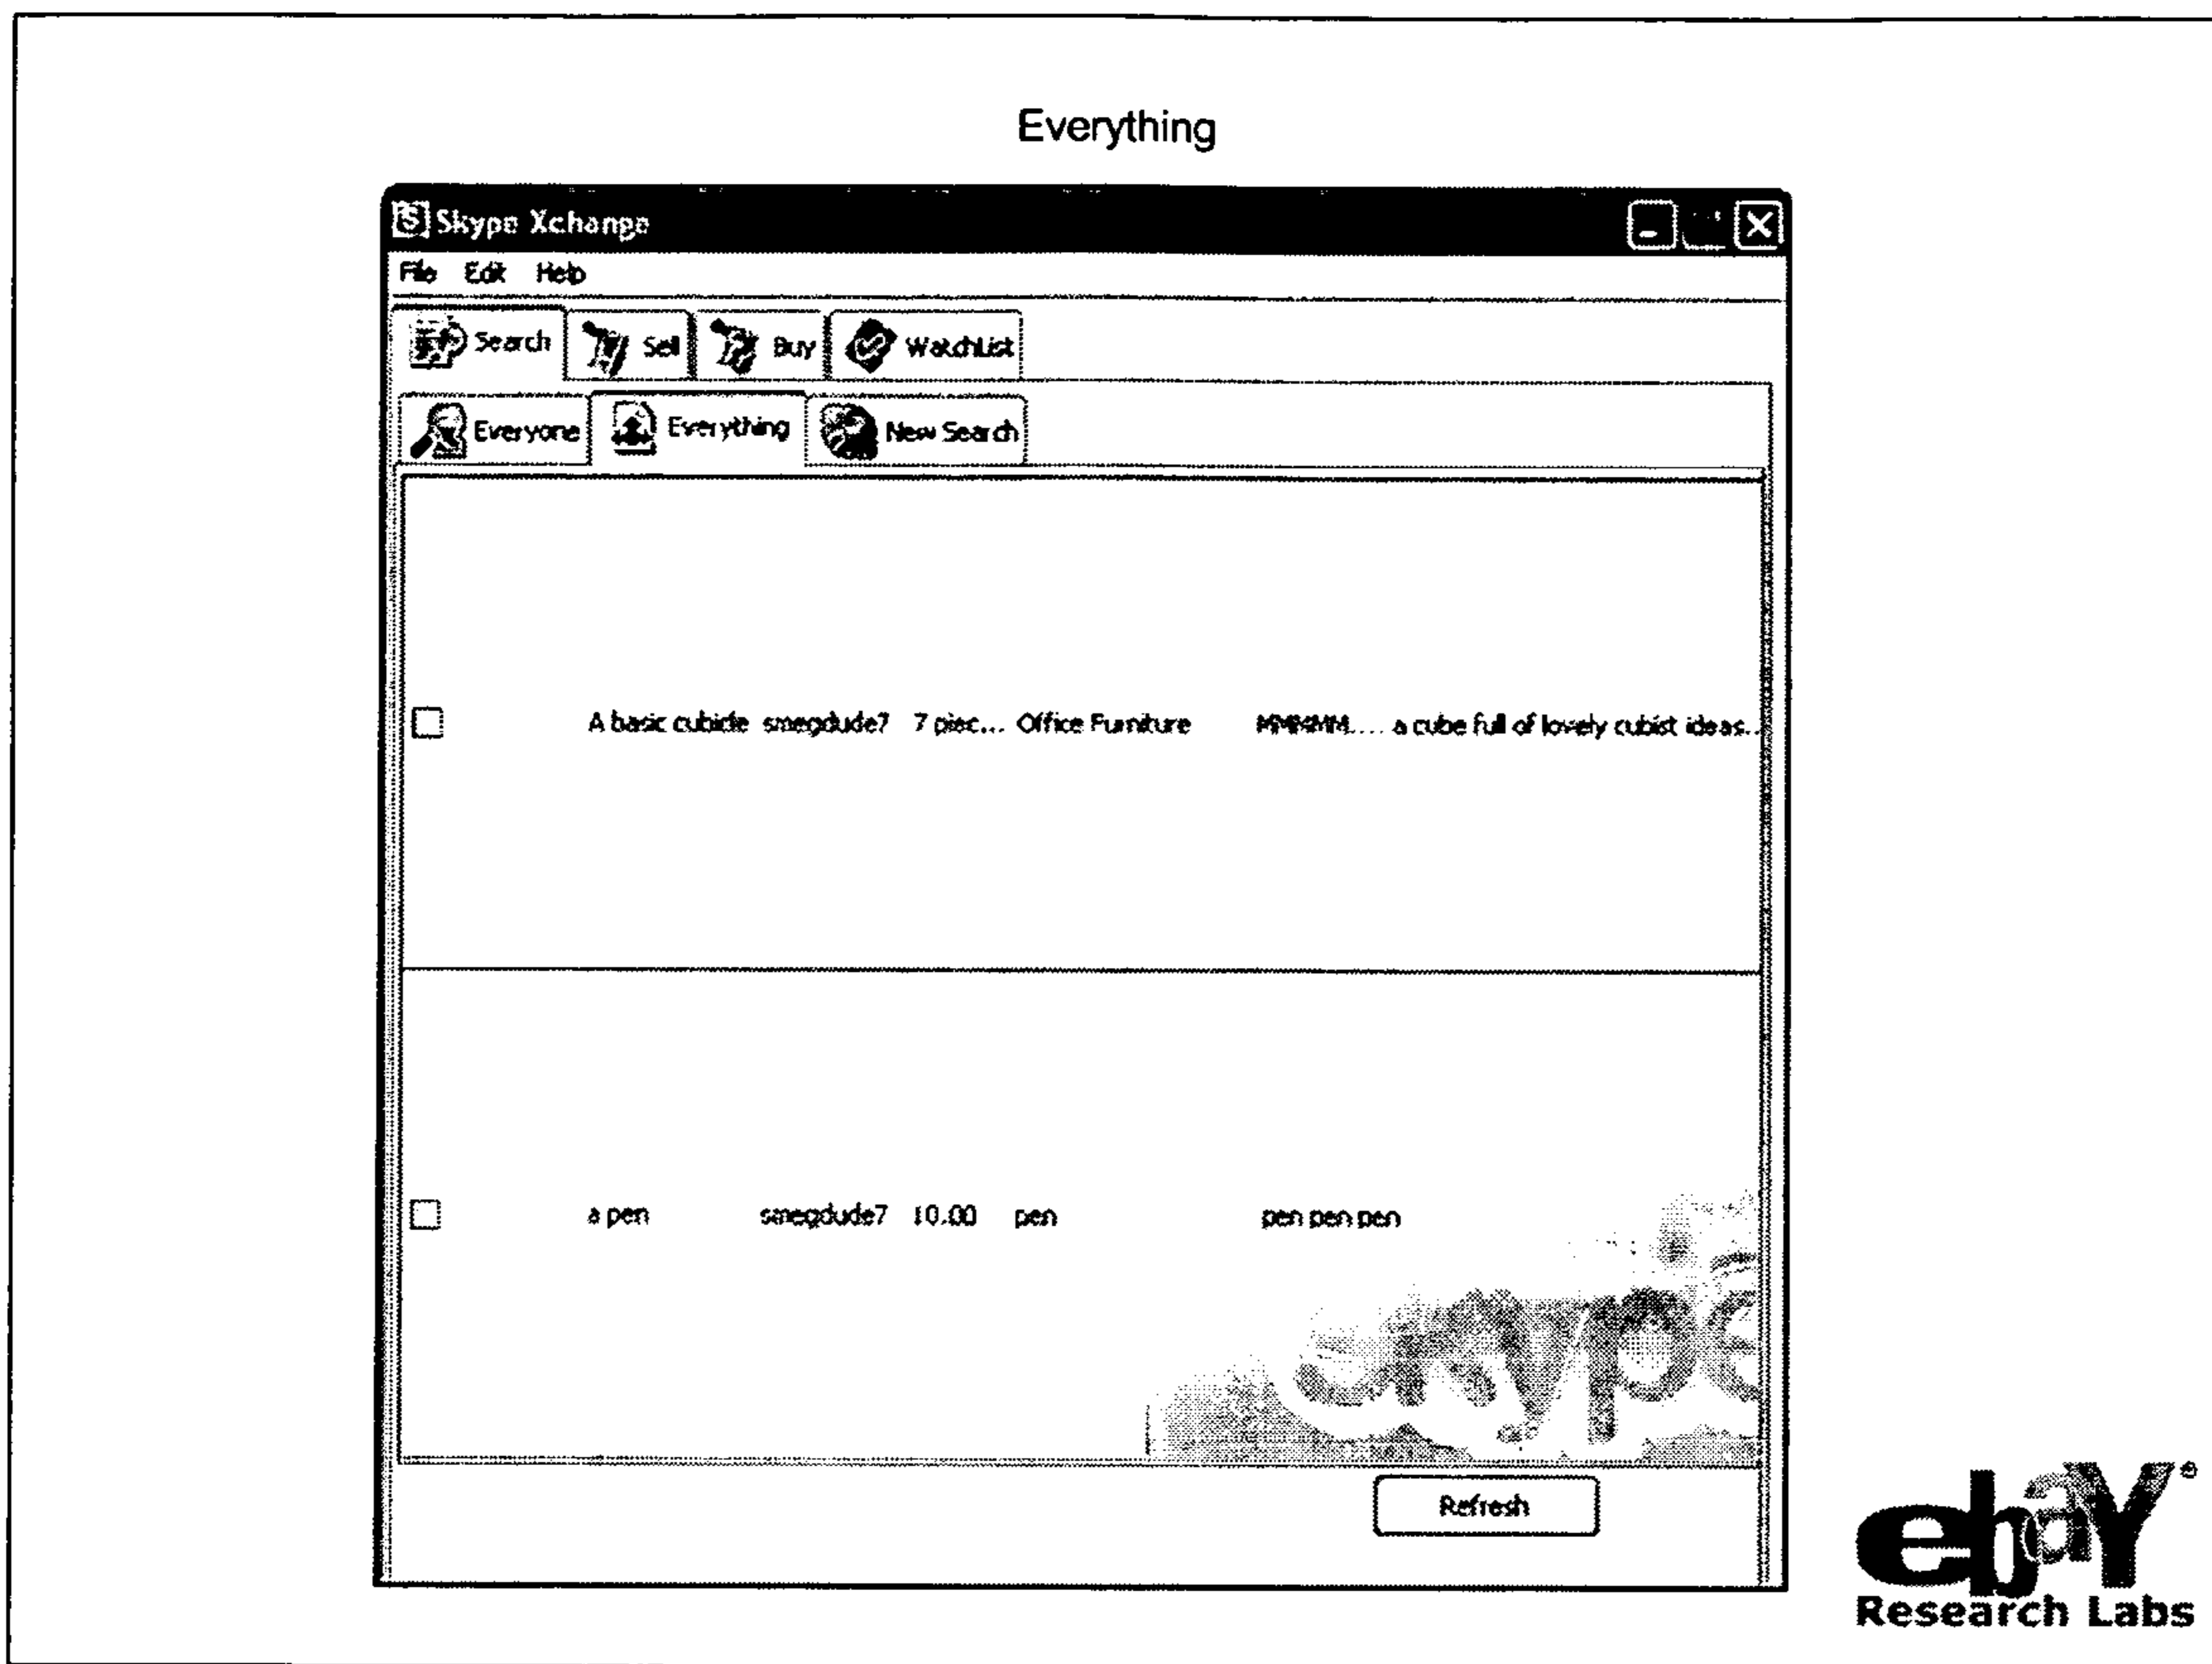 Everything
Skype Xchange
File Edit Help
Search Sell Buy WatchList
Everyone Everything New Search
A basic cubicle smegdude7 7 piec... Office Furniture MMMMM.... a cube full of lovely cubist ideas...
a pen smegdude7 10.00 pen pen pen pen
skype
Refresh
ebaY®
Research Labs